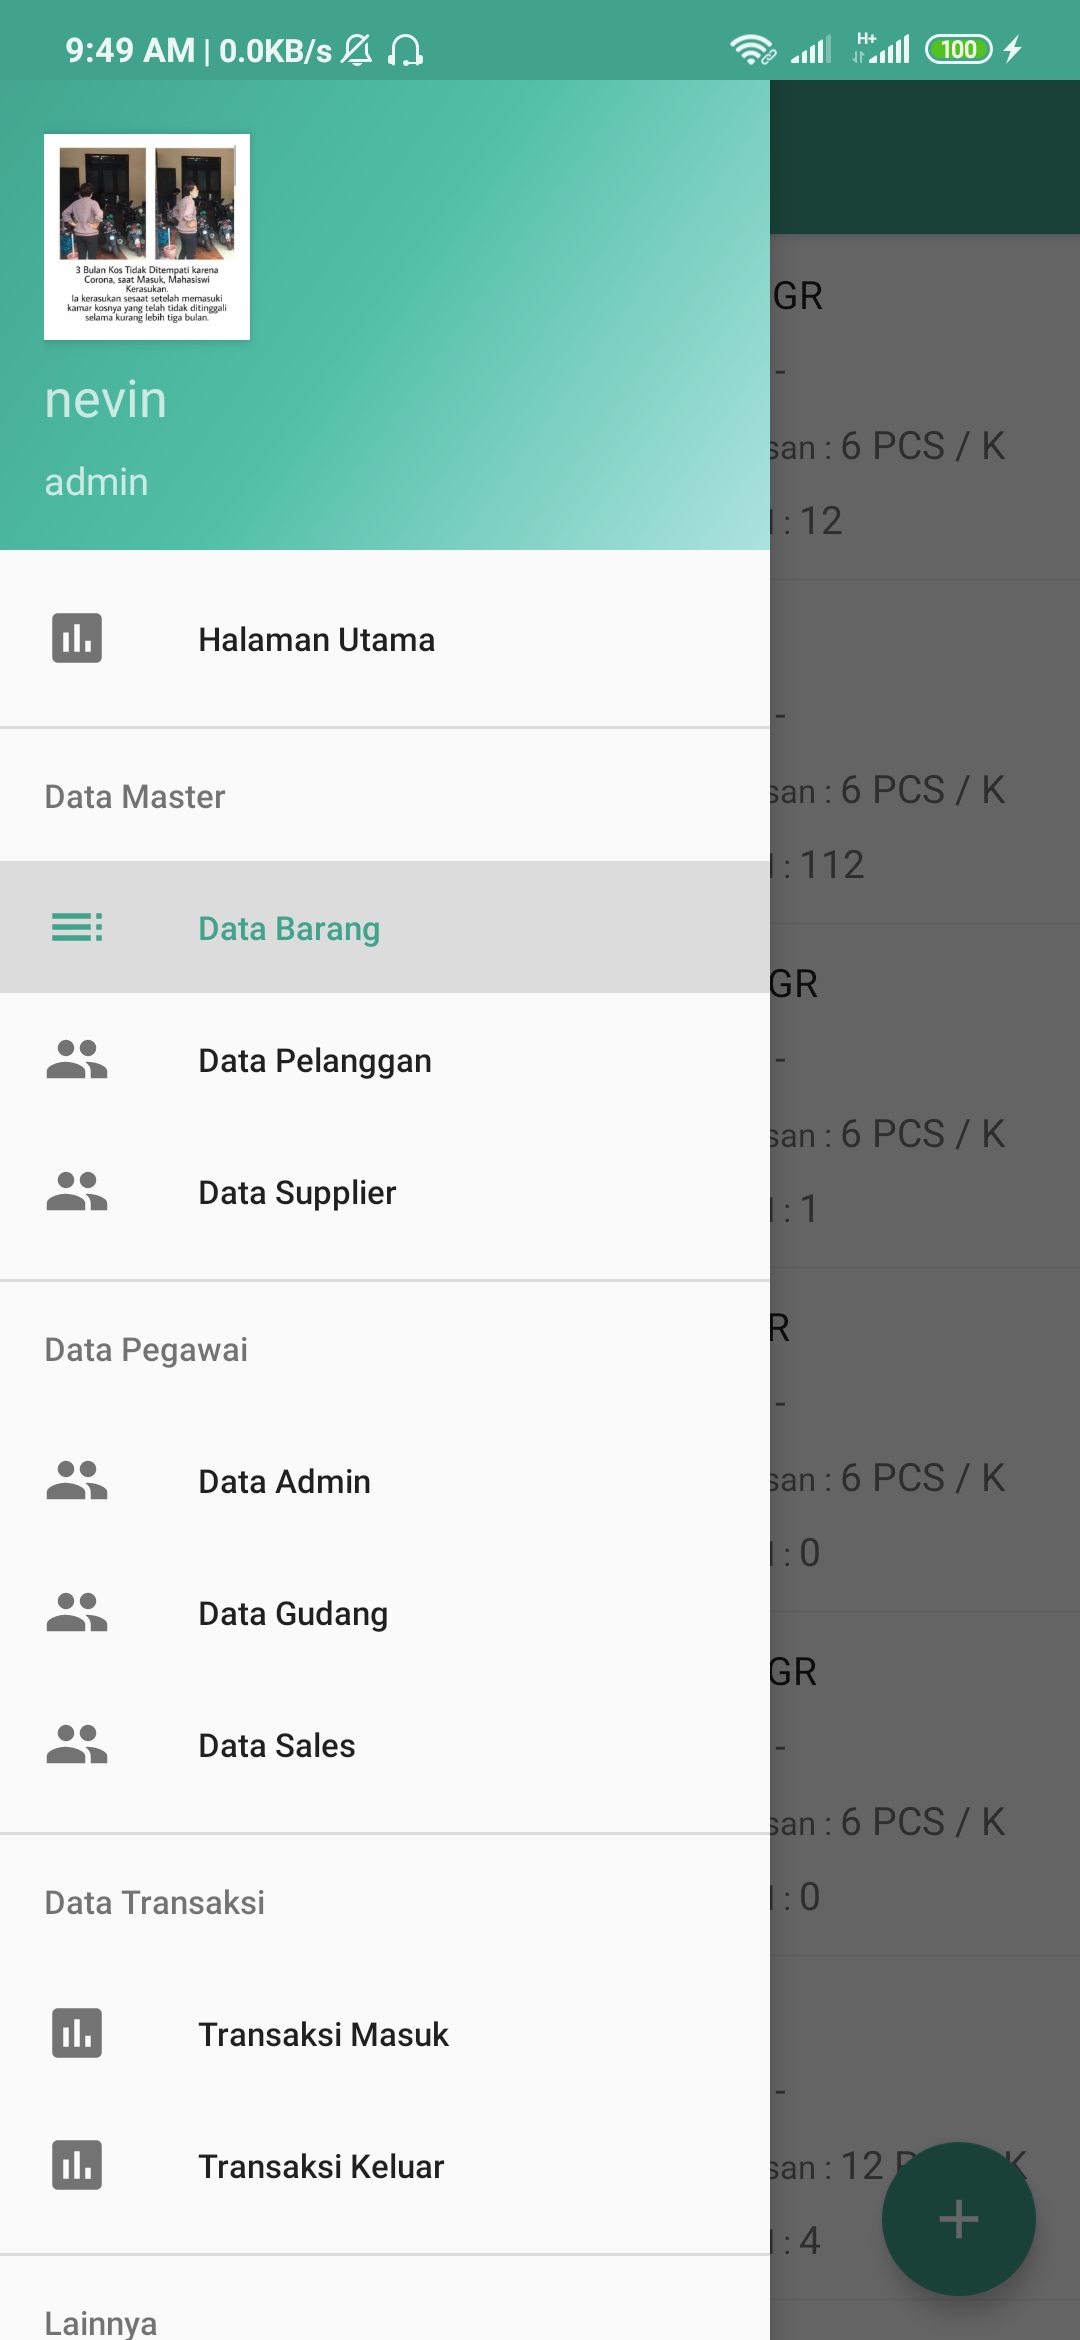 9:49 AM | 0.0KB/s
H+
100
3 Bulan Kos Tidak Ditempati karena
Corona, saat Masuk, Mahasiswi
Kerasukan.
Ia kerasukan sesaat setelah memasuki
kamar kosnya yang telah tidak ditinggali
selama kurang lebih tiga bulan.
nevin
admin
Halaman Utama
Data Master
Data Barang
Data Pelanggan
Data Supplier
Data Pegawai
Data Admin
Data Gudang
Data Sales
Data Transaksi
Transaksi Masuk
Transaksi Keluar
Lainnya
GR
-
san : 6 PCS / K
: 12
-
san : 6 PCS / K
: 112
GR
-
san : 6 PCS / K
: 1
R
-
san : 6 PCS / K
: 0
GR
-
san : 6 PCS / K
: 0
-
san : 12 P K
: 4
+